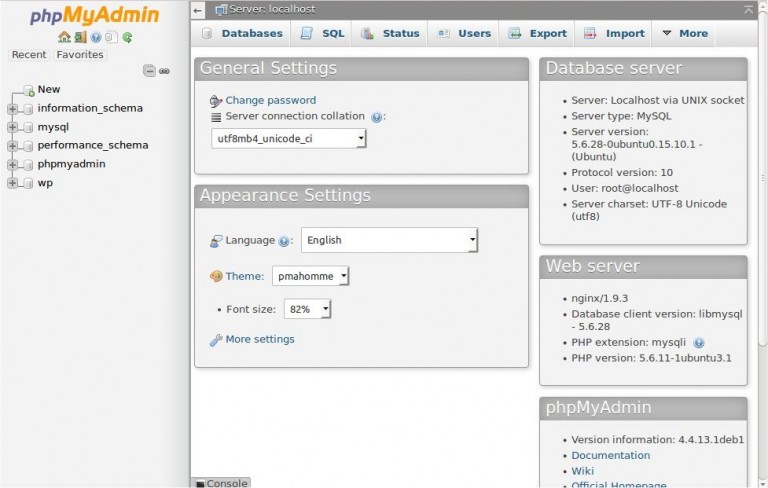 phpMyAdmin
Recent Favorites
New
information_schema
mysql
performance_schema
phpmyadmin
wp
Server: localhost
Databases SQL Status Users Export Import More
General Settings
Change password
Server connection collation :
utf8mb4_unicode_ci
Appearance Settings
Language :
English
Theme: pmahomme
• Font size: 82%
More settings
Database server
• Server: Localhost via UNIX socket
• Server type: MySQL
• Server version:
5.6.28-0ubuntu0.15.10.1 -
(Ubuntu)
• Protocol version: 10
• User: root@localhost
• Server charset: UTF-8 Unicode
(utf8)
Web server
• nginx/1.9.3
• Database client version: libmysql
- 5.6.28
• PHP extension: mysqli
• PHP version: 5.6.11-1ubuntu3.1
phpMyAdmin
• Version information: 4.4.13.1deb1
• Documentation
• Wiki
• Official Homepage
Console